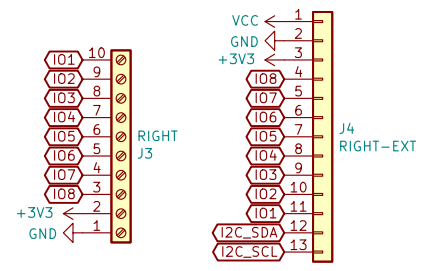 IO1 10
IO2 9
IO3 8
IO4 7
IO5 6
IO6 5
IO7 4
IO8 3
+3V3 2
GND 1
RIGHT
J3
VCC 1
GND 2
+3V3 3
IO8 4
IO7 5
IO6 6
IO5 7
IO4 8
IO3 9
IO2 10
IO1 11
I2C_SDA 12
I2C_SCL 13
J4
RIGHT-EXT